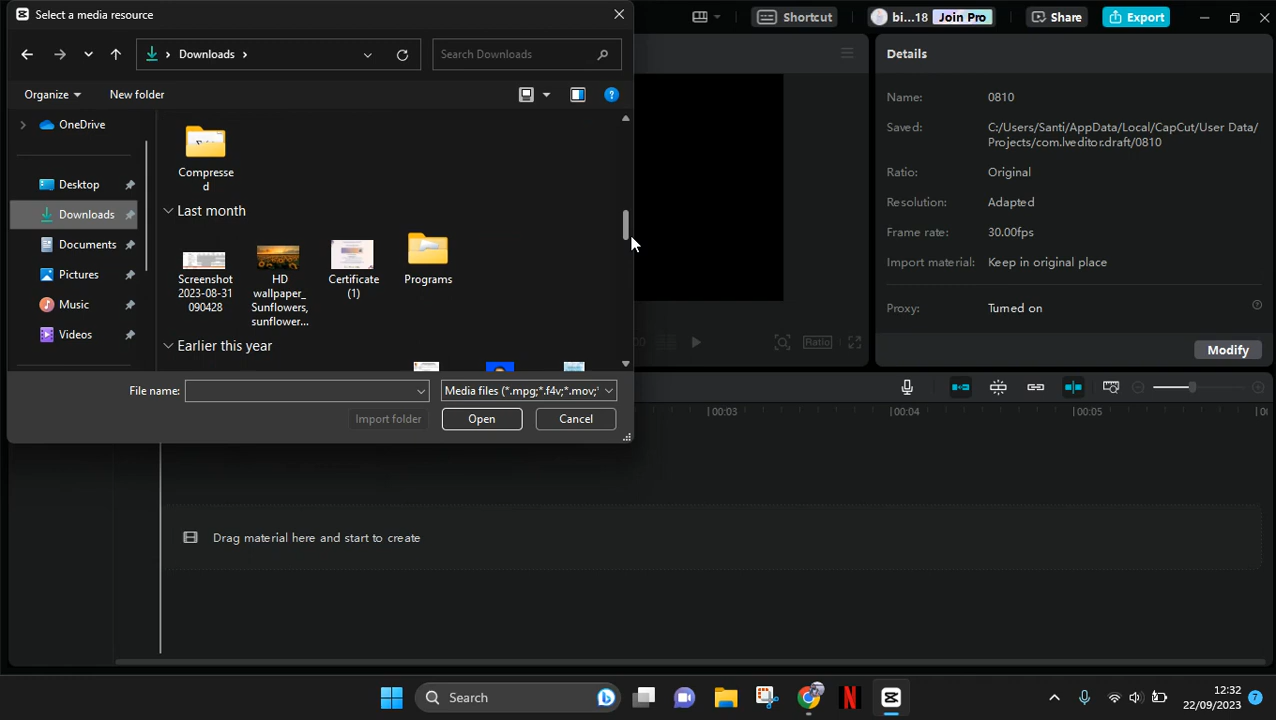 Select a media resource
Shortcut
bi...18
Join Pro
Share
Export
Downloads
Search Downloads
Details
Organize
New folder
Name:
0810
OneDrive
Desktop
Downloads
Documents
Pictures
Music
Videos
Compresse
d
Last month
Screenshot
2023-08-31
090428
HD
wallpaper_
Sunflowers,
sunflower...
Certificate
(1)
Programs
Earlier this year
Saved:
C:/Users/Santi/AppData/Local/CapCut/User Data/
Projects/com.lveditor.draft/0810
Ratio:
Original
Resolution:
Adapted
Frame rate:
30.00fps
Import material:
Keep in original place
Proxy:
Turned on
Ratio
Modify
File name:
Media files (*.mpg;*.f4v;*.mov;*
Import folder
Open
Cancel
00:03
00:04
00:05
Drag material here and start to create
Search
12:32
22/09/2023
7